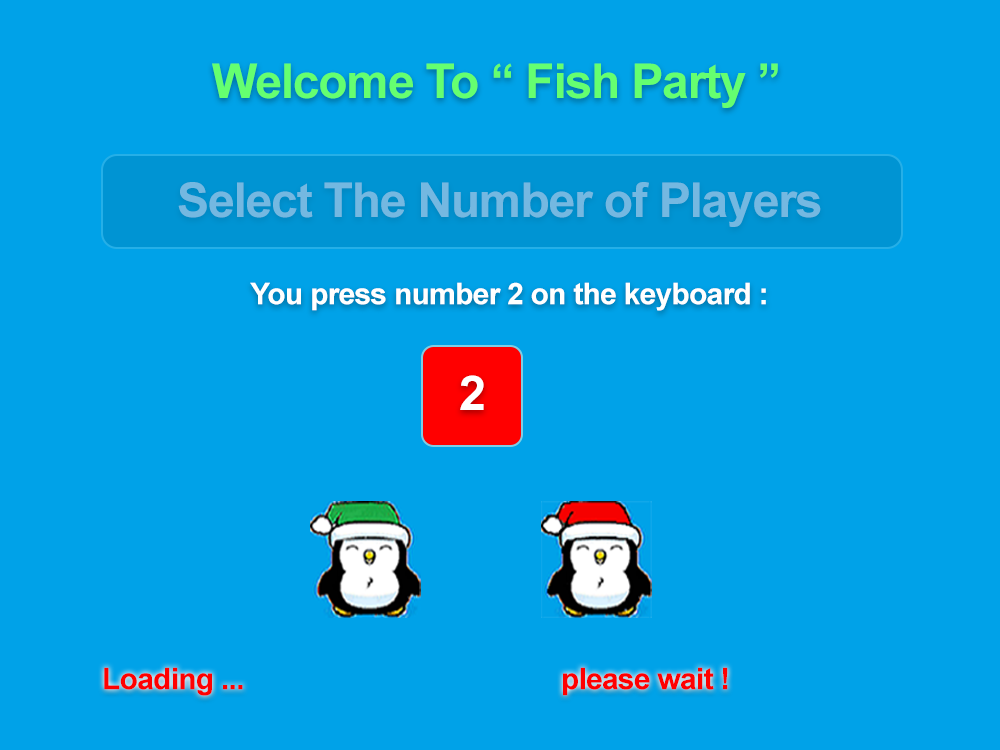 Welcome To “ Fish Party ”
Select The Number of Players
You press number 2 on the keyboard :
2
Loading ... please wait !